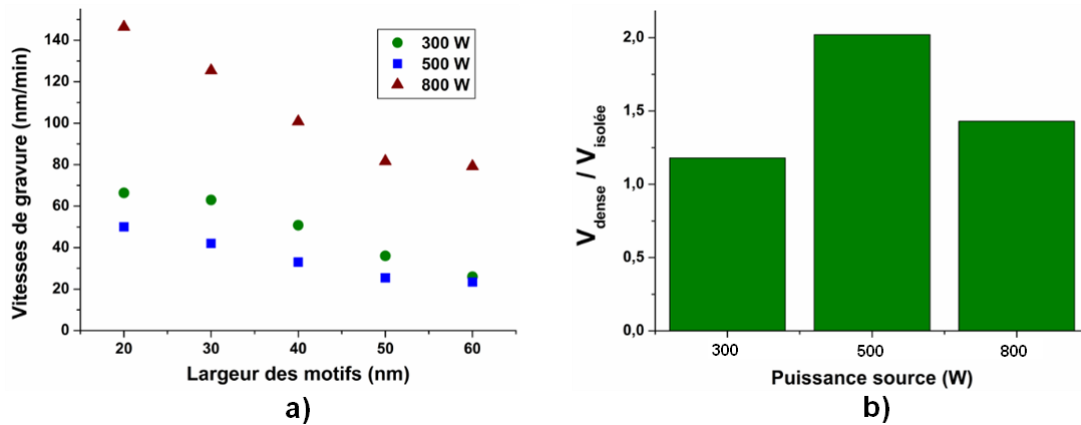 140
120
100
80
60
40
20
0
Vitesses de gravure (nm/min)
300 W
500 W
800 W
20 30 40 50 60
Largeur des motifs (nm)
a)
2,0
1,5
1,0
0,5
0,0
V_dense / V_isolée
300 500 800
Puissance source (W)
b)